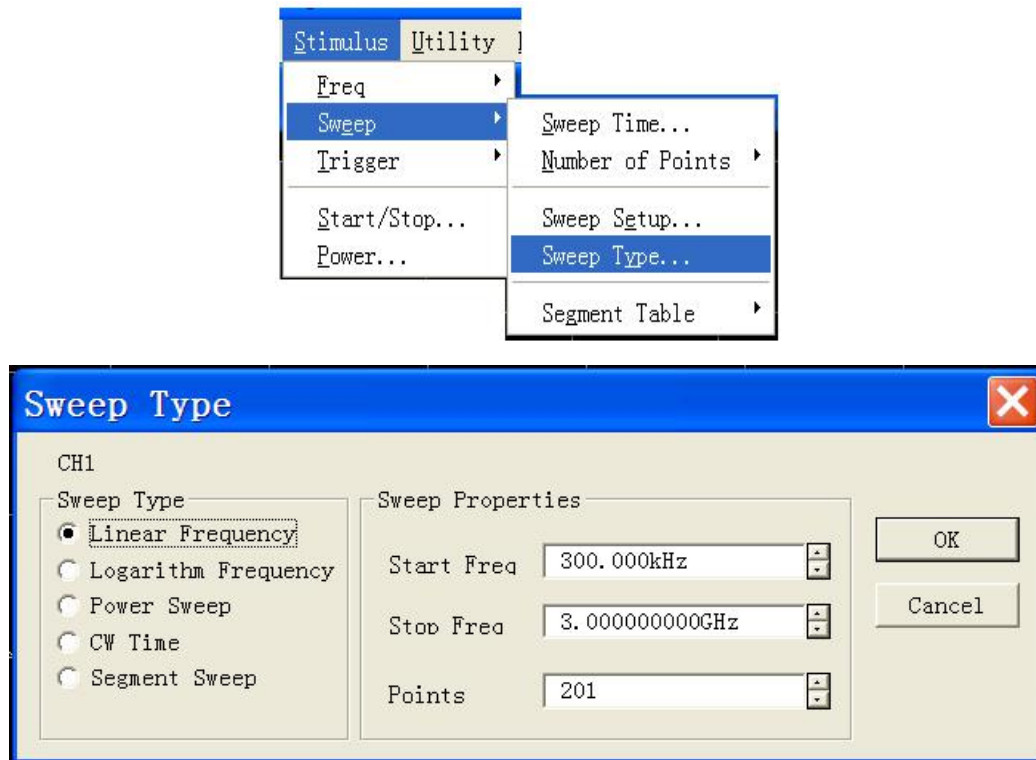 Stimulus Utility
Freq
Sweep
Trigger
Start/Stop...
Power...
Sweep Time...
Number of Points
Sweep Setup...
Sweep Type...
Segment Table
Sweep Type
CH1
Sweep Type
Linear Frequency
Logarithm Frequency
Power Sweep
CW Time
Segment Sweep
Sweep Properties
Start Freq 300.000kHz
Stop Freq 3.000000000GHz
Points 201
OK
Cancel